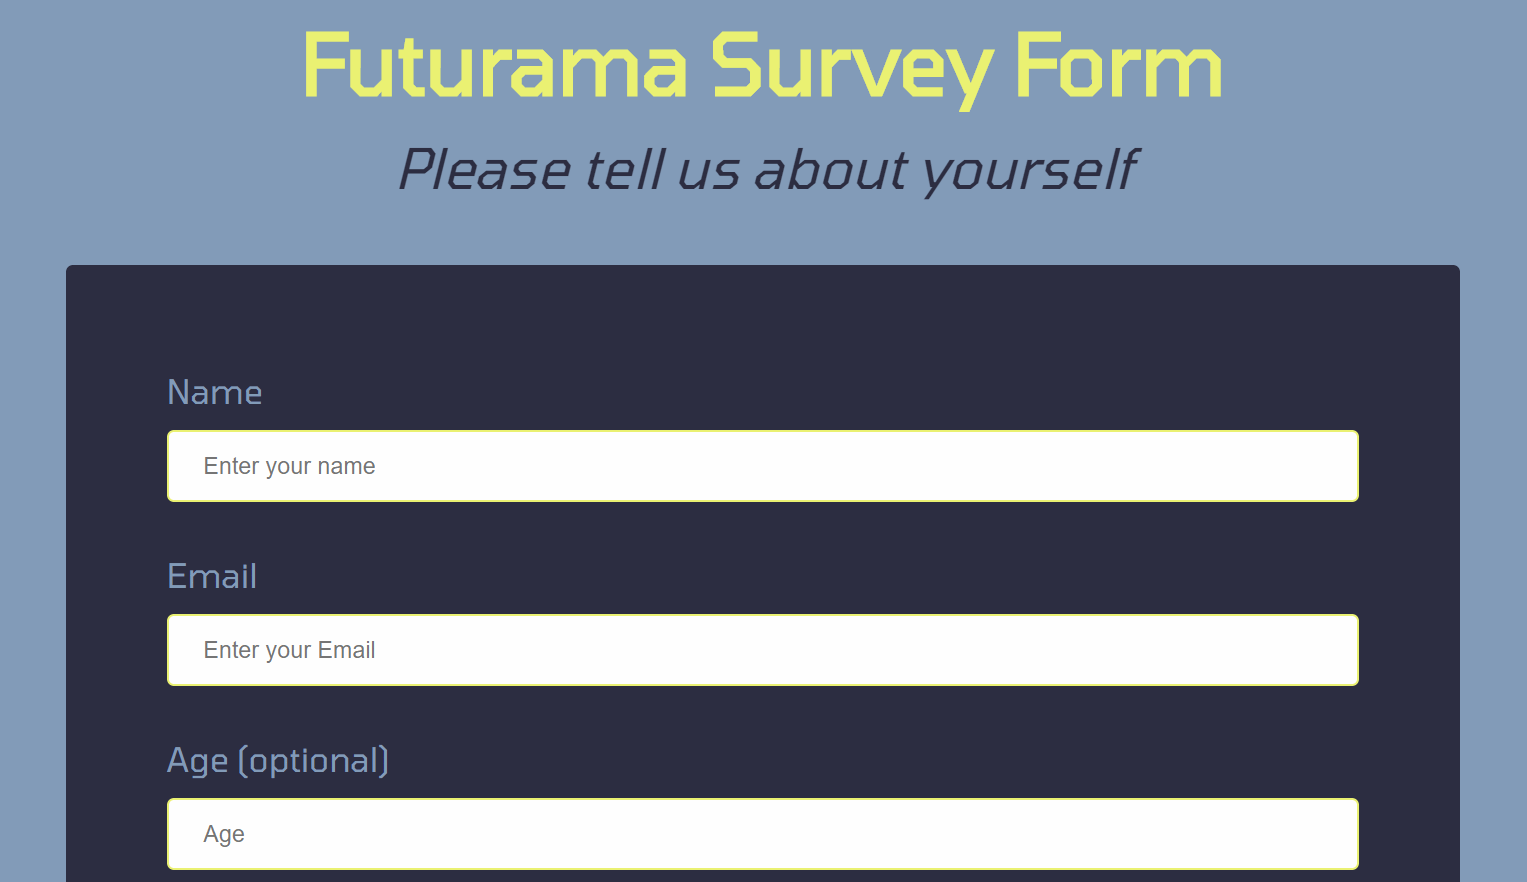 Futurama Survey Form
Please tell us about yourself
Name
Enter your name
Email
Enter your Email
Age (optional)
Age